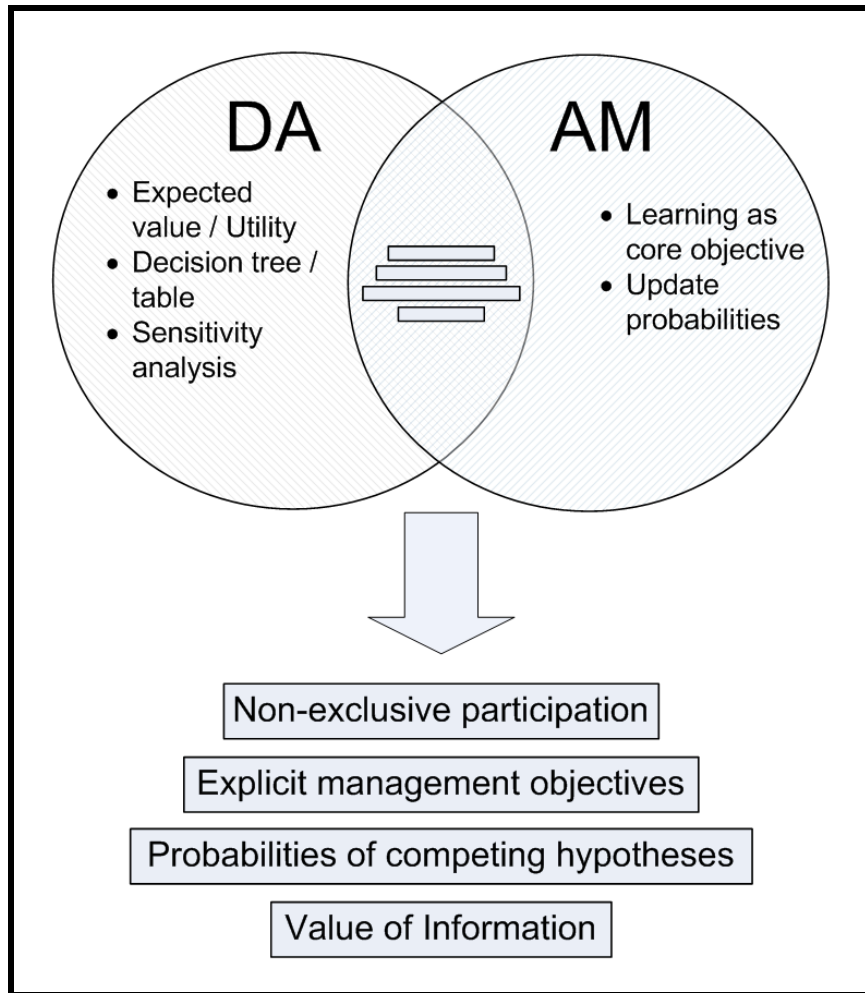 DA
AM
• Expected
value / Utility
• Decision tree /
table
• Sensitivity
analysis
• Learning as
core objective
• Update
probabilities
Non-exclusive participation
Explicit management objectives
Probabilities of competing hypotheses
Value of Information